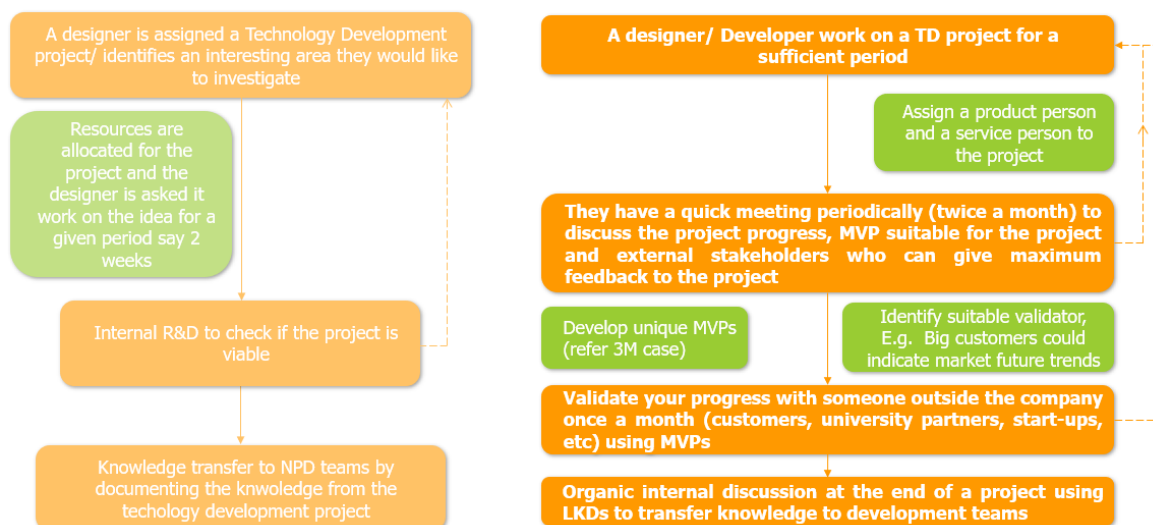 A designer is assigned a Technology Development
project/ identifies an interesting area they would like
to investigate
Resources are
allocated for the
project and the
designer is asked it
work on the idea for a
given period say 2
weeks
Internal R&D to check if the project is
viable
Knowledge transfer to NPD teams by
documenting the knwoledge from the
techology development project
A designer/ Developer work on a TD project for a
sufficient period
Assign a product person
and a service person to
the project
They have a quick meeting periodically (twice a month) to
discuss the project progress, MVP suitable for the project
and external stakeholders who can give maximum
feedback to the project
Develop unique MVPs
(refer 3M case)
Identify suitable validator,
E.g. Big customers could
indicate market future trends
Validate your progress with someone outside the company
once a month (customers, university partners, start-ups,
etc) using MVPs
Organic internal discussion at the end of a project using
LKDs to transfer knowledge to development teams